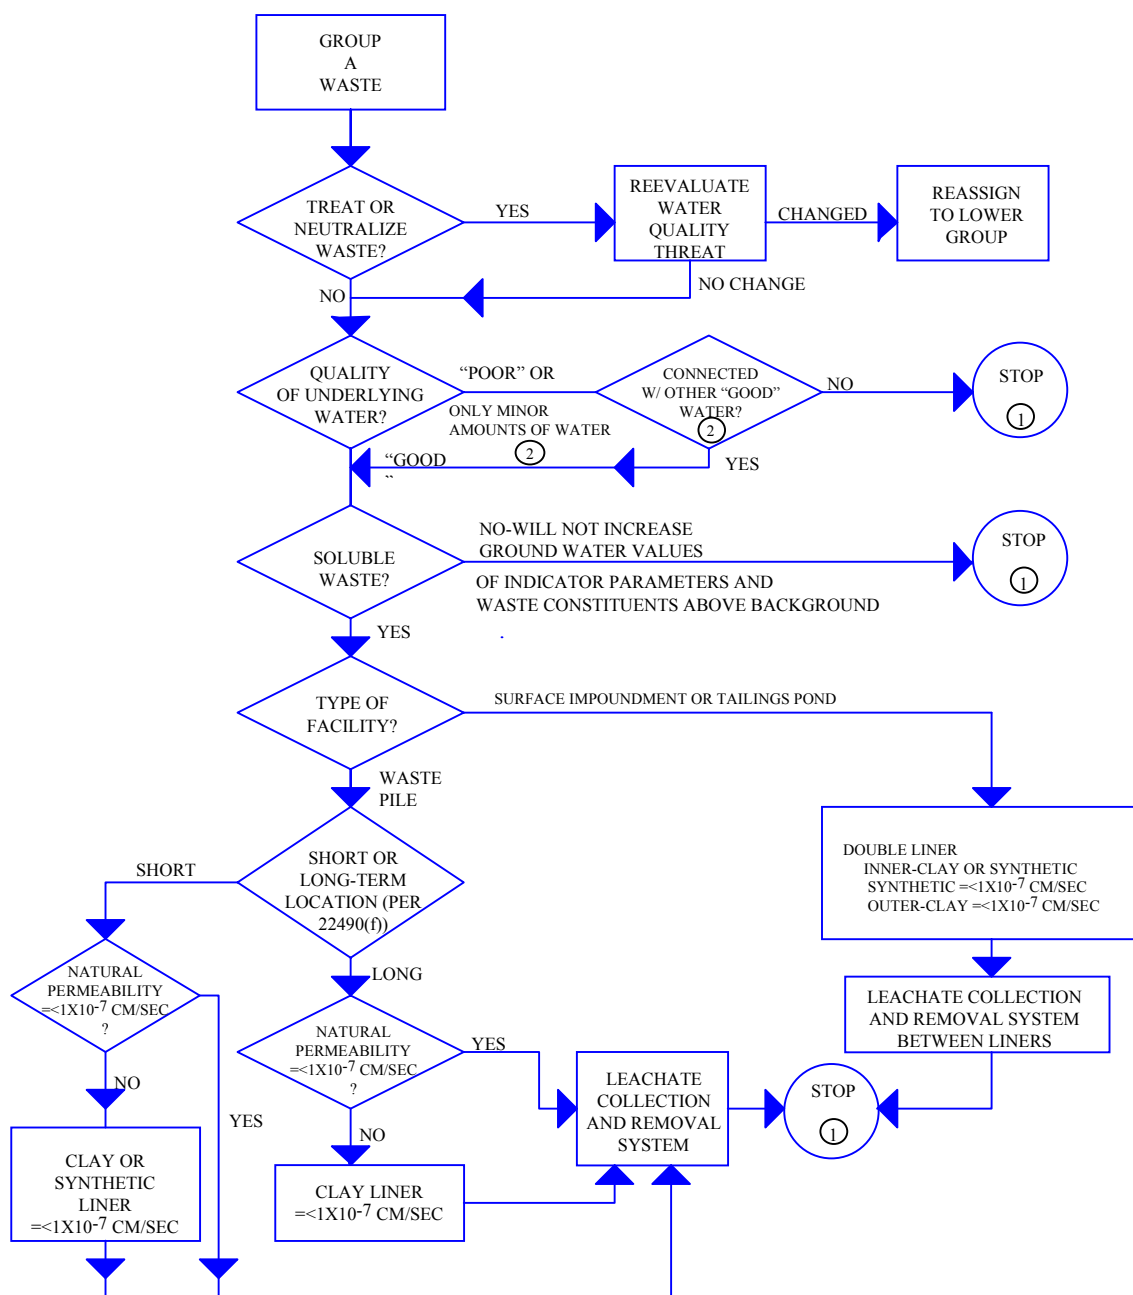 GROUP
A
WASTE
TREAT OR
NEUTRALIZE
WASTE?
YES
REEVALUATE
WATER
QUALITY
THREAT
CHANGED
REASSIGN
TO LOWER
GROUP
NO
NO CHANGE
QUALITY
OF UNDERLYING
WATER?
“POOR” OR
ONLY MINOR
AMOUNTS OF WATER
2
CONNECTED
W/ OTHER “GOOD”
WATER?
2
NO
STOP
1
“GOOD
”
YES
SOLUBLE
WASTE?
NO-WILL NOT INCREASE
GROUND WATER VALUES
OF INDICATOR PARAMETERS AND
WASTE CONSTITUENTS ABOVE BACKGROUND
.
STOP
1
YES
TYPE OF
FACILITY?
SURFACE IMPOUNDMENT OR TAILINGS POND
WASTE
PILE
SHORT OR
LONG-TERM
LOCATION (PER
22490(f))
SHORT
DOUBLE LINER
INNER-CLAY OR SYNTHETIC
SYNTHETIC =<1X10-7 CM/SEC
OUTER-CLAY =<1X10-7 CM/SEC
LONG
NATURAL
PERMEABILITY
=<1X10-7 CM/SEC
?
NATURAL
PERMEABILITY
=<1X10-7 CM/SEC
?
YES
LEACHATE COLLECTION
AND REMOVAL SYSTEM
BETWEEN LINERS
NO
YES
LEACHATE
COLLECTION
AND REMOVAL
SYSTEM
STOP
1
NO
CLAY OR
SYNTHETIC
LINER
=<1X10-7 CM/SEC
CLAY LINER
=<1X10-7 CM/SEC